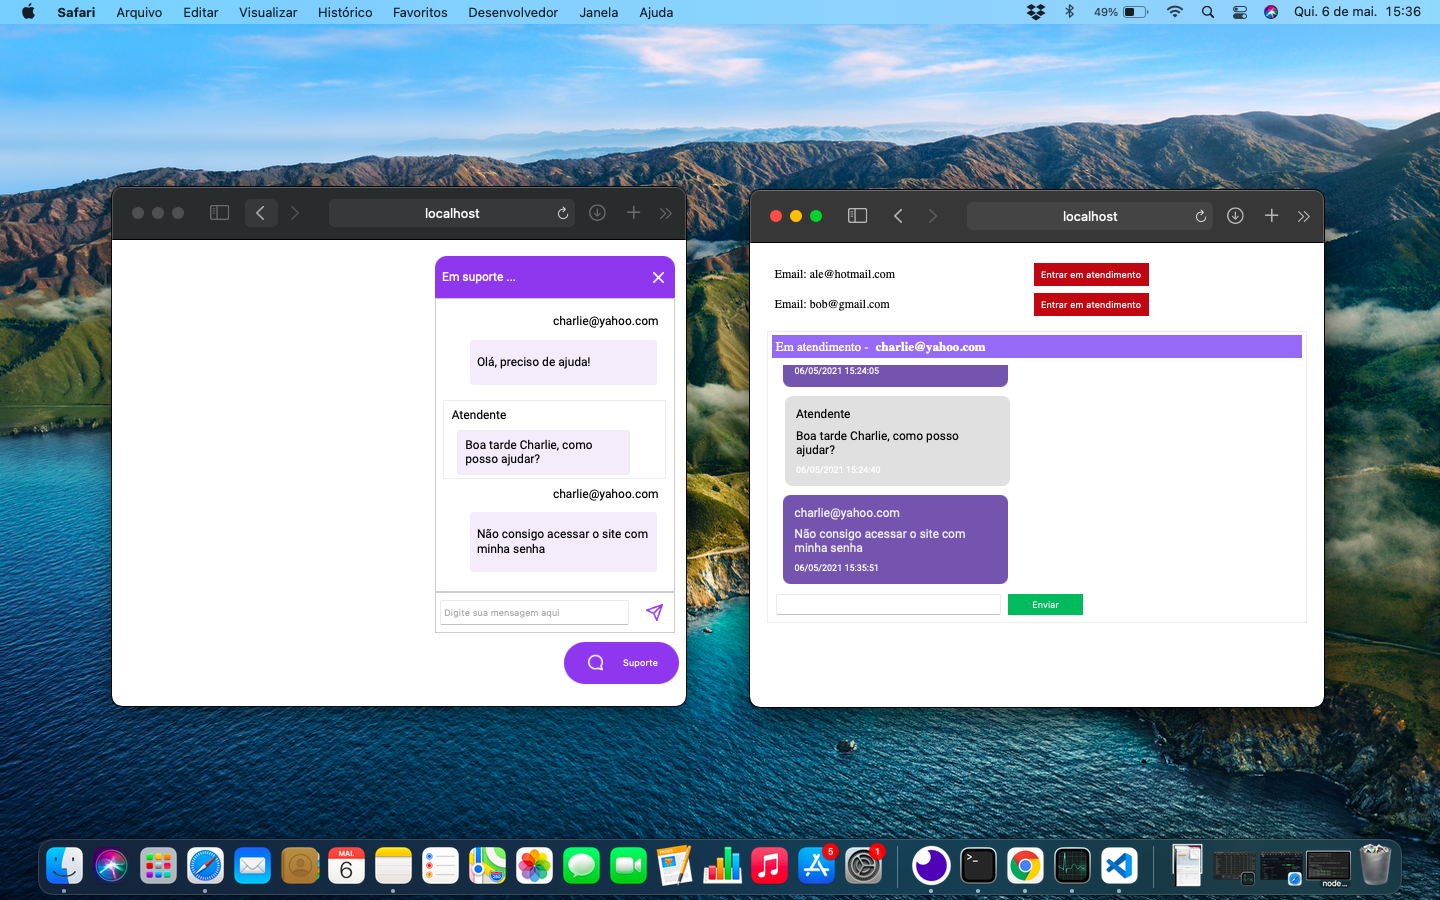 Safari Arquivo Editar Visualizar Histórico Favoritos Desenvolvedor Janela Ajuda 49% Qui. 6 de mai. 15:36
localhost
Em suporte ...
charlie@yahoo.com
Olá, preciso de ajuda!
Atendente
Boa tarde Charlie, como
posso ajudar?
charlie@yahoo.com
Não consigo acessar o site com
minha senha
Digite sua mensagem aqui
Suporte
localhost
Email: ale@hotmail.com Entrar em atendimento
Email: bob@gmail.com Entrar em atendimento
Em atendimento - charlie@yahoo.com
06/05/2021 15:24:05
Atendente
Boa tarde Charlie, como posso
ajudar?
06/05/2021 15:24:40
charlie@yahoo.com
Não consigo acessar o site com
minha senha
06/05/2021 15:35:51
Enviar
MAI.
6
5
1
node...